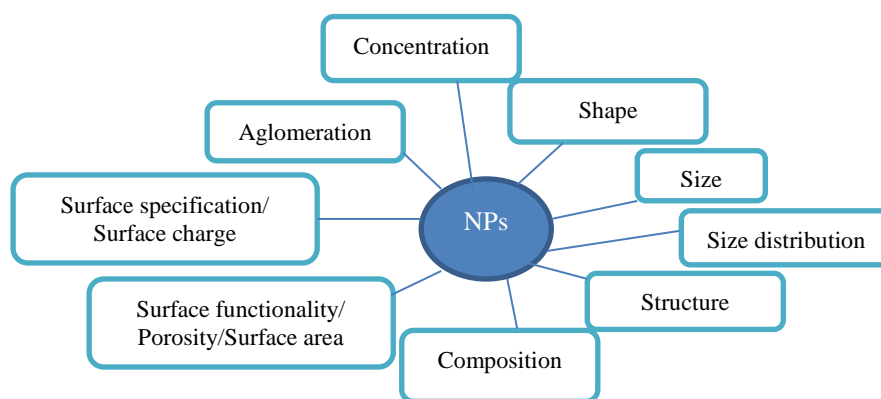 Concentration
Shape
Aglomeration
Size
Surface specification/
Surface charge
NPs
Size distribution
Surface functionality/
Porosity/Surface area
Structure
Composition